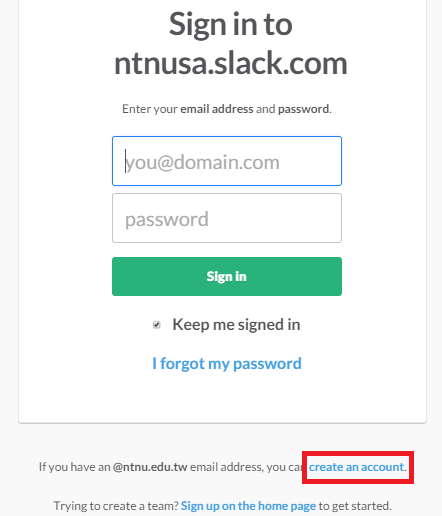 Sign in to
ntnusa.slack.com
Enter your email address and password.
you@domain.com
password
Sign in
Keep me signed in
I forgot my password
If you have an @ntnu.edu.tw email address, you can create an account.
Trying to create a team? Sign up on the home page to get started.